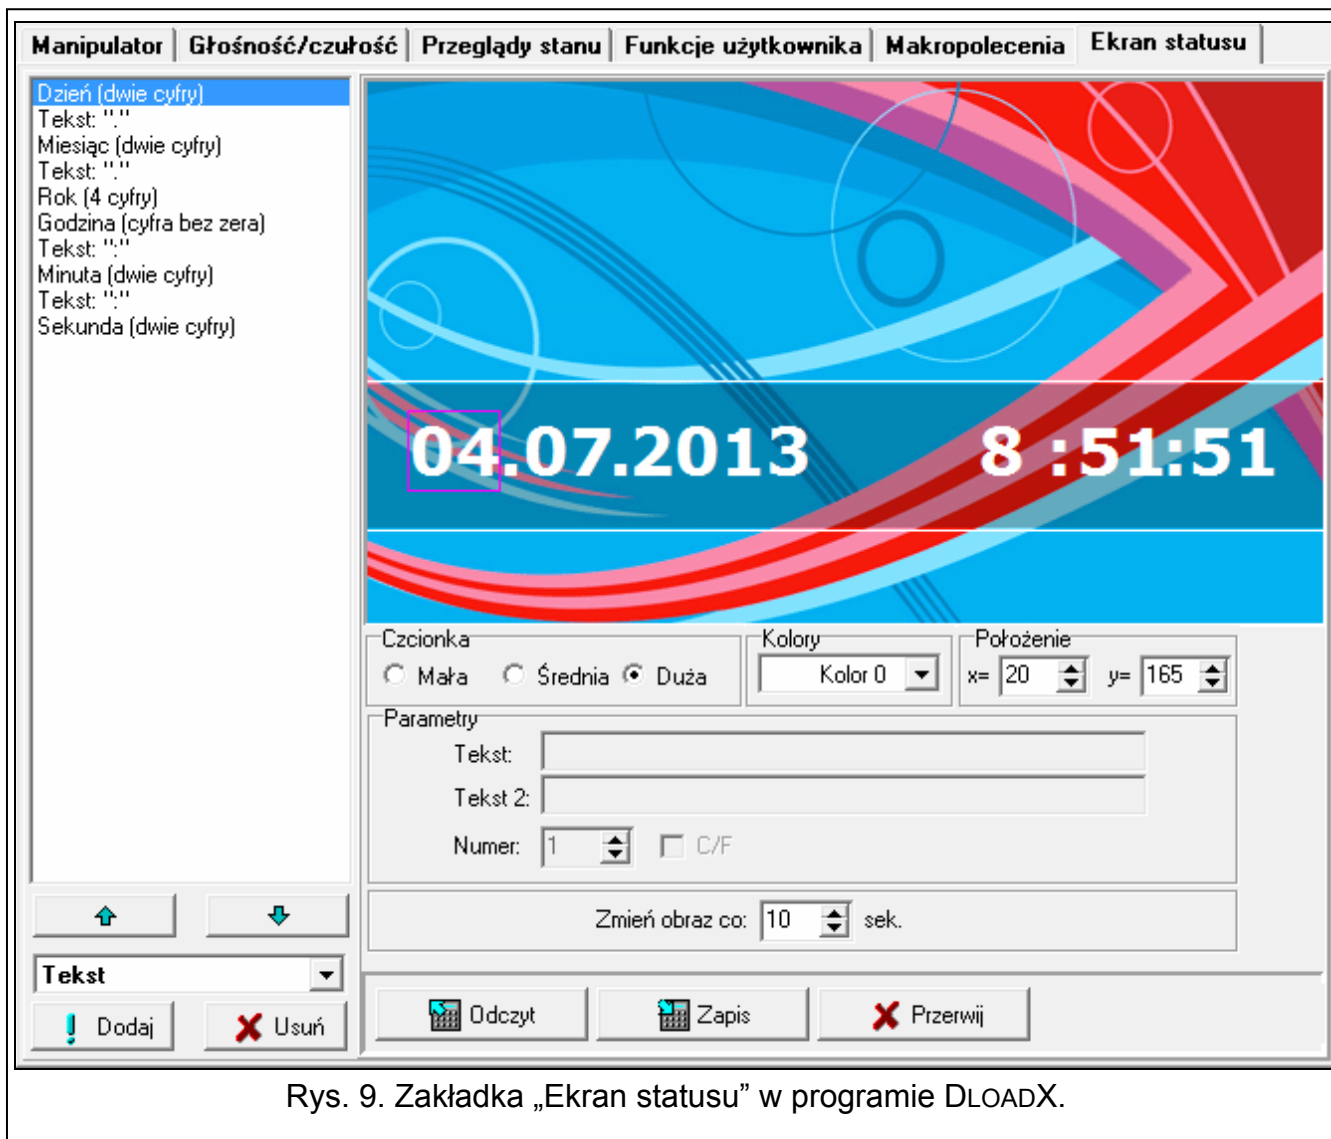 Manipulator Głośność/czułość Przeglądy stanu Funkcje użytkownika Makropolecenia Ekran statusu
Dzień (dwie cyfry)
Tekst: "."
Miesiąc (dwie cyfry)
Tekst: "."
Rok (4 cyfry)
Godzina (cyfra bez zera)
Tekst: ":"
Minuta (dwie cyfry)
Tekst: ":"
Sekunda (dwie cyfry)
04.07.2013 8 :51:51
Czcionka
Mała Średnia Duża
Kolory
Kolor 0
Położenie
x= 20 y= 165
Parametry
Tekst:
Tekst 2:
Numer: 1 C/F
Zmień obraz co: 10 sek.
Tekst
Dodaj Usuń
Odczyt Zapis Przerwij
Rys. 9. Zakładka „Ekran statusu” w programie DLOADX.